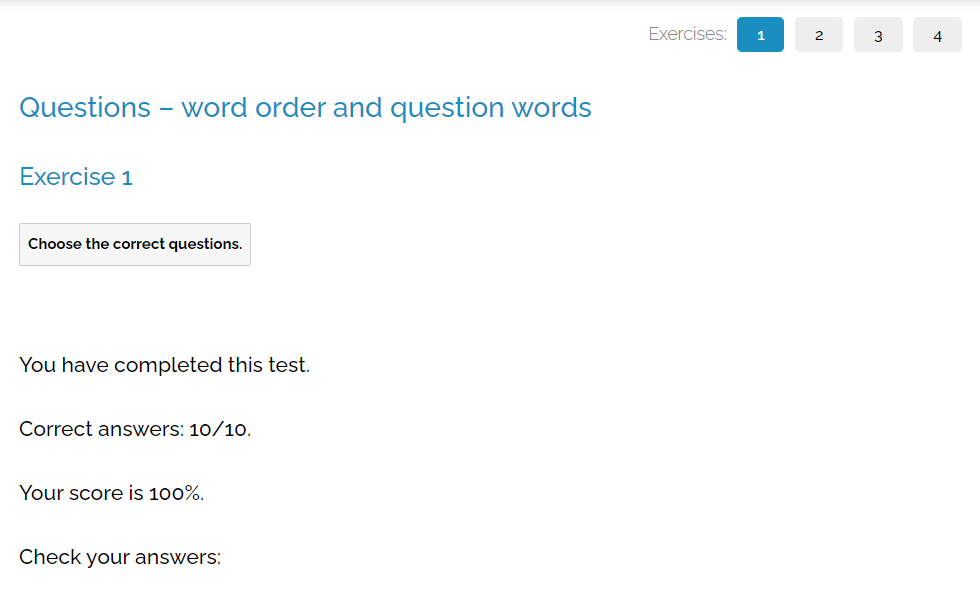 Exercises: 1 2 3 4
Questions – word order and question words
Exercise 1
Choose the correct questions.
You have completed this test.
Correct answers: 10/10.
Your score is 100%.
Check your answers: